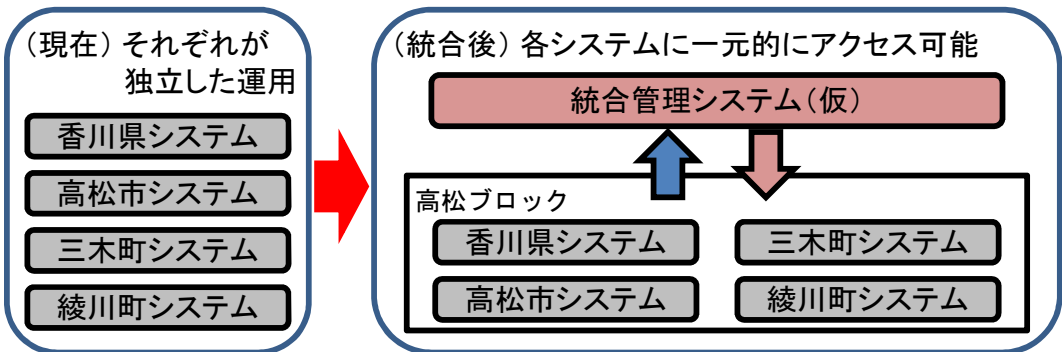 (現在) それぞれが
独立した運用
香川県システム
高松市システム
三木町システム
綾川町システム
(統合後) 各システムに一元的にアクセス可能
統合管理システム(仮)
高松ブロック
香川県システム
三木町システム
高松市システム
綾川町システム